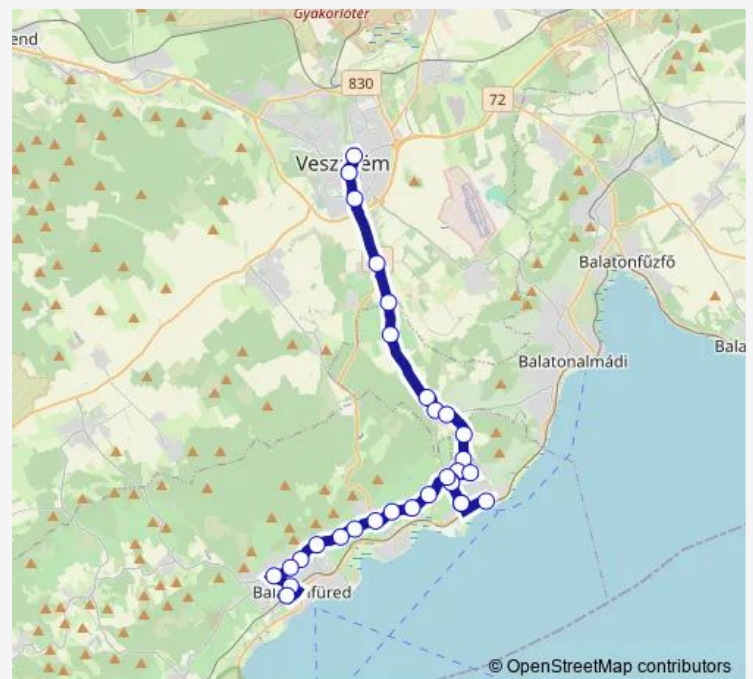 Gyakorlótér
end
830
72
Balatonfűzfő
Balatonalmádi
Bala
© OpenStreetMap contributors